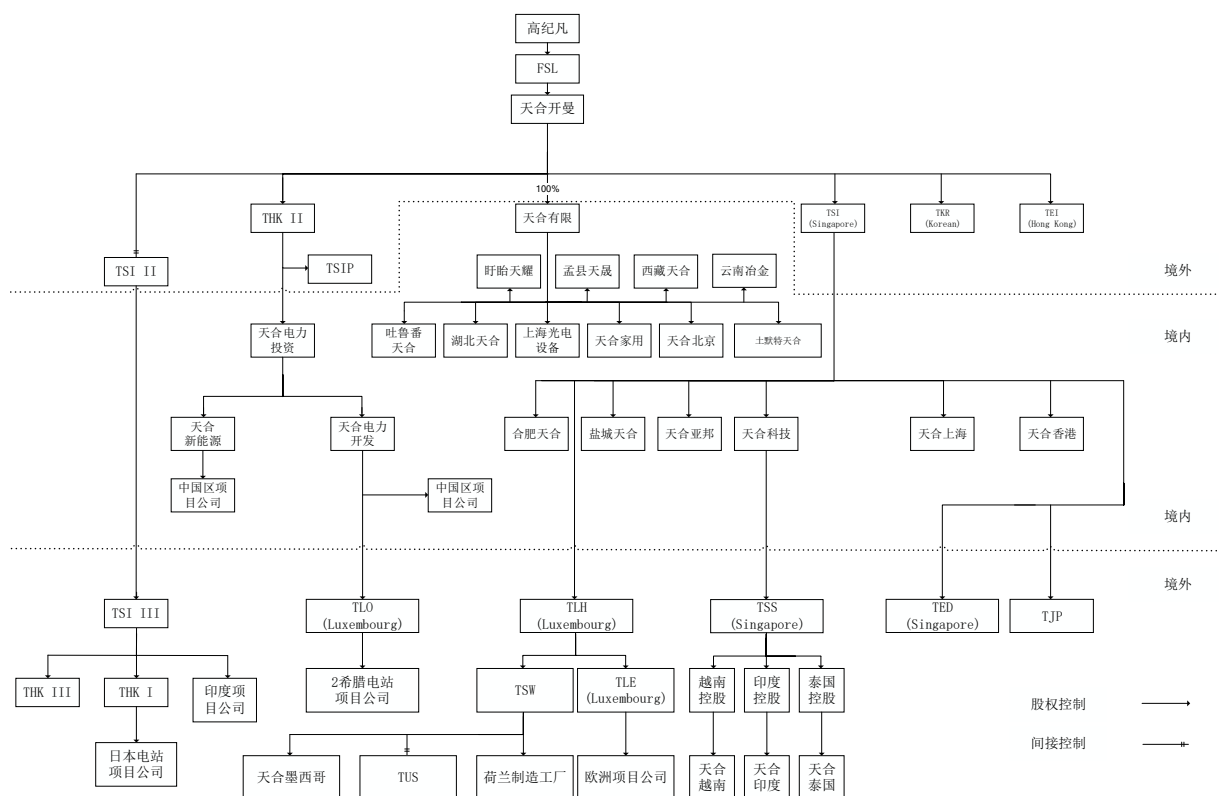 高纪凡
FSL
天合开曼
100%
THK II
天合有限
TSI
(Singapore)
TKR
(Korean)
TEI
(Hong Kong)
TSI II
TSIP
盱眙天耀
孟县天晟
西藏天合
云南冶金
境外
天合电力
投资
吐鲁番
天合
湖北天合
上海光电
设备
天合家用
天合北京
土默特天合
境内
天合
新能源
天合电力
开发
合肥天合
盐城天合
天合亚邦
天合科技
天合上海
天合香港
中国区项
目公司
中国区项
目公司
境内
境外
TSI III
TLO
(Luxembourg)
TLH
(Luxembourg)
TSS
(Singapore)
TED
(Singapore)
TJP
THK III
THK I
印度项
目公司
2希腊电站
项目公司
TSW
TLE
(Luxembourg)
越南
控股
印度
控股
泰国
控股
股权控制
日本电站
项目公司
天合墨西哥
TUS
荷兰制造工厂
欧洲项目公司
天合
越南
天合
印度
天合
泰国
间接控制